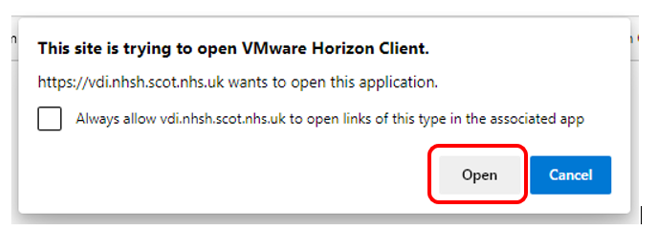 This site is trying to open VMware Horizon Client.
https://vdi.nhsh.scot.nhs.uk wants to open this application.
Always allow vdi.nhsh.scot.nhs.uk to open links of this type in the associated app
Open
Cancel